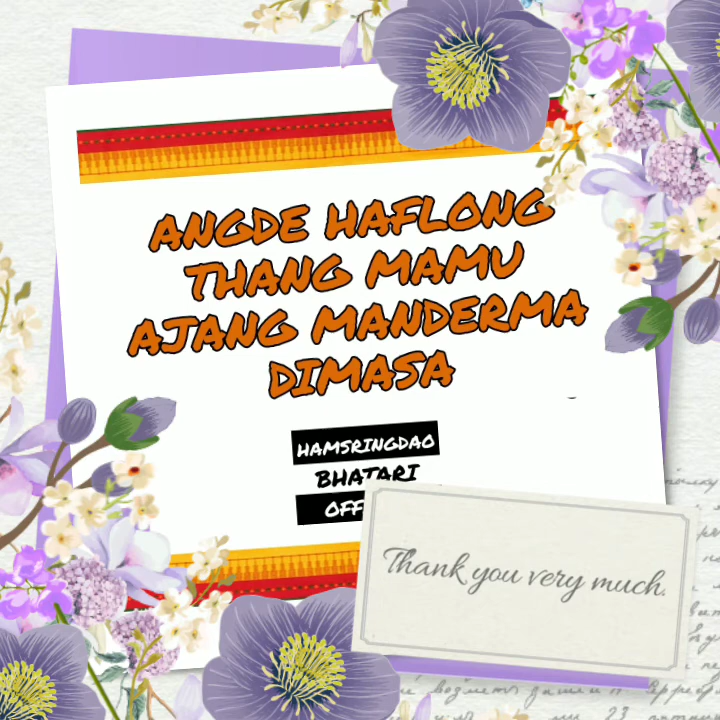 ANGDE HAFLONG
THANG MAMU
AJANG MANDERMA
DIMASA
HAMSRINGDAO
BHATARI
Thank you very much.